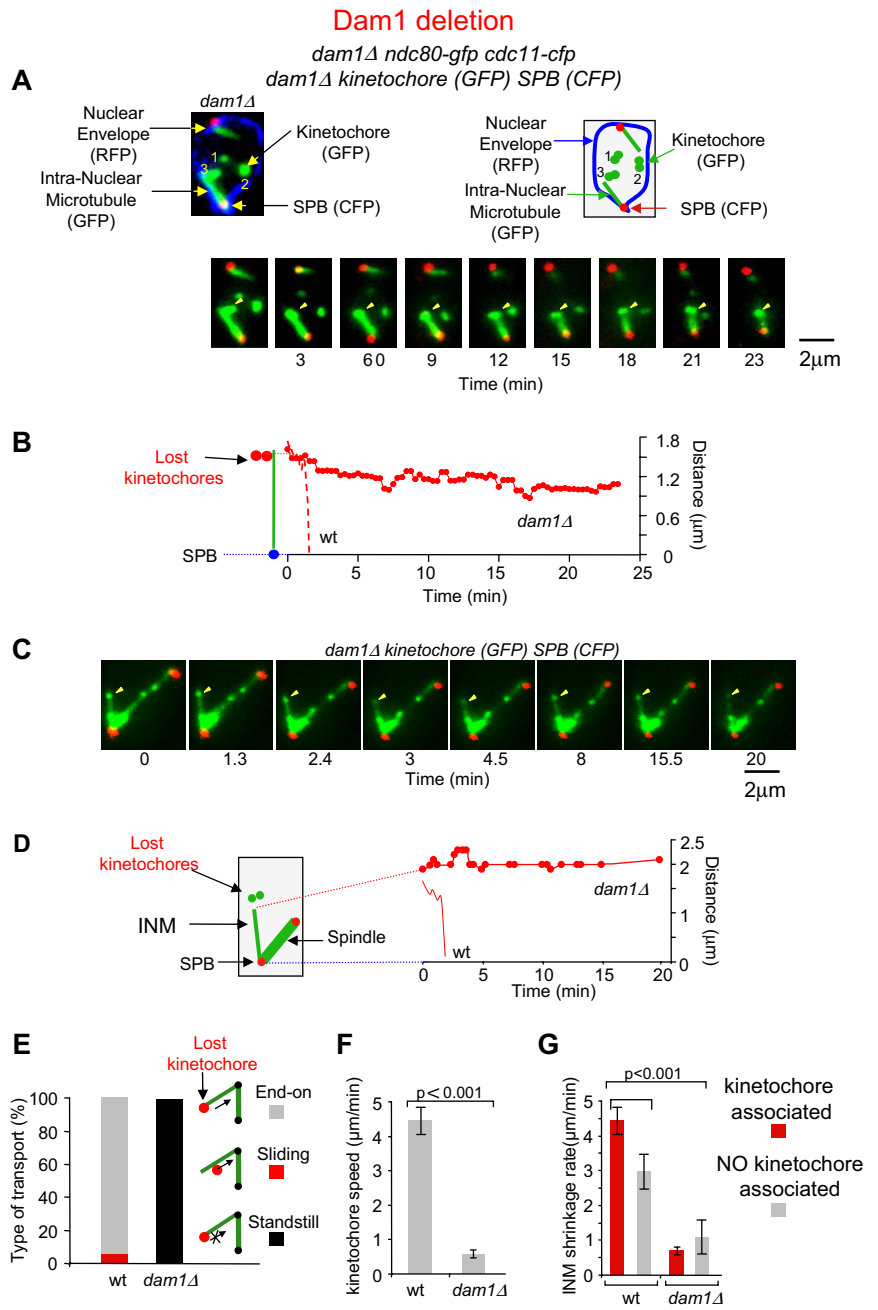 Dam1 deletion
dam1Δ ndc80-gfp cdc11-cfp
dam1Δ kinetochore (GFP) SPB (CFP)
A
dam1Δ
Nuclear
Envelope
(RFP)
Kinetochore
(GFP)
1
2
3
Intra-Nuclear
Microtubule
(GFP)
SPB (CFP)
Nuclear
Envelope
(RFP)
Kinetochore
(GFP)
1
2
3
Intra-Nuclear
Microtubule
(GFP)
SPB (CFP)
3 60 9 12 15 18 21 23
Time (min)
2μm
B
Lost
kinetochores
SPB
wt
dam1Δ
1.8
1.2
0.6
0
Distance (μm)
0 5 10 15 20 25
Time (min)
C
dam1Δ kinetochore (GFP) SPB (CFP)
0 1.3 2.4 3 4.5 8 15.5 20
Time (min)
2μm
D
Lost
kinetochores
INM
Spindle
SPB
dam1Δ
wt
2.5
2
1
0
Distance (μm)
0 5 10 15 20
Time (min)
E
Lost
kinetochore
End-on
Sliding
Standstill
Type of transport (%)
100
80
60
40
20
0
wt dam1Δ
F
p< 0.001
kinetochore speed (μm/min)
5
4
3
2
1
0
wt dam1Δ
G
p<0.001
INM shrinkage rate(μm/min)
5
4
3
2
1
0
wt dam1Δ
kinetochore
associated
NO kinetochore
associated